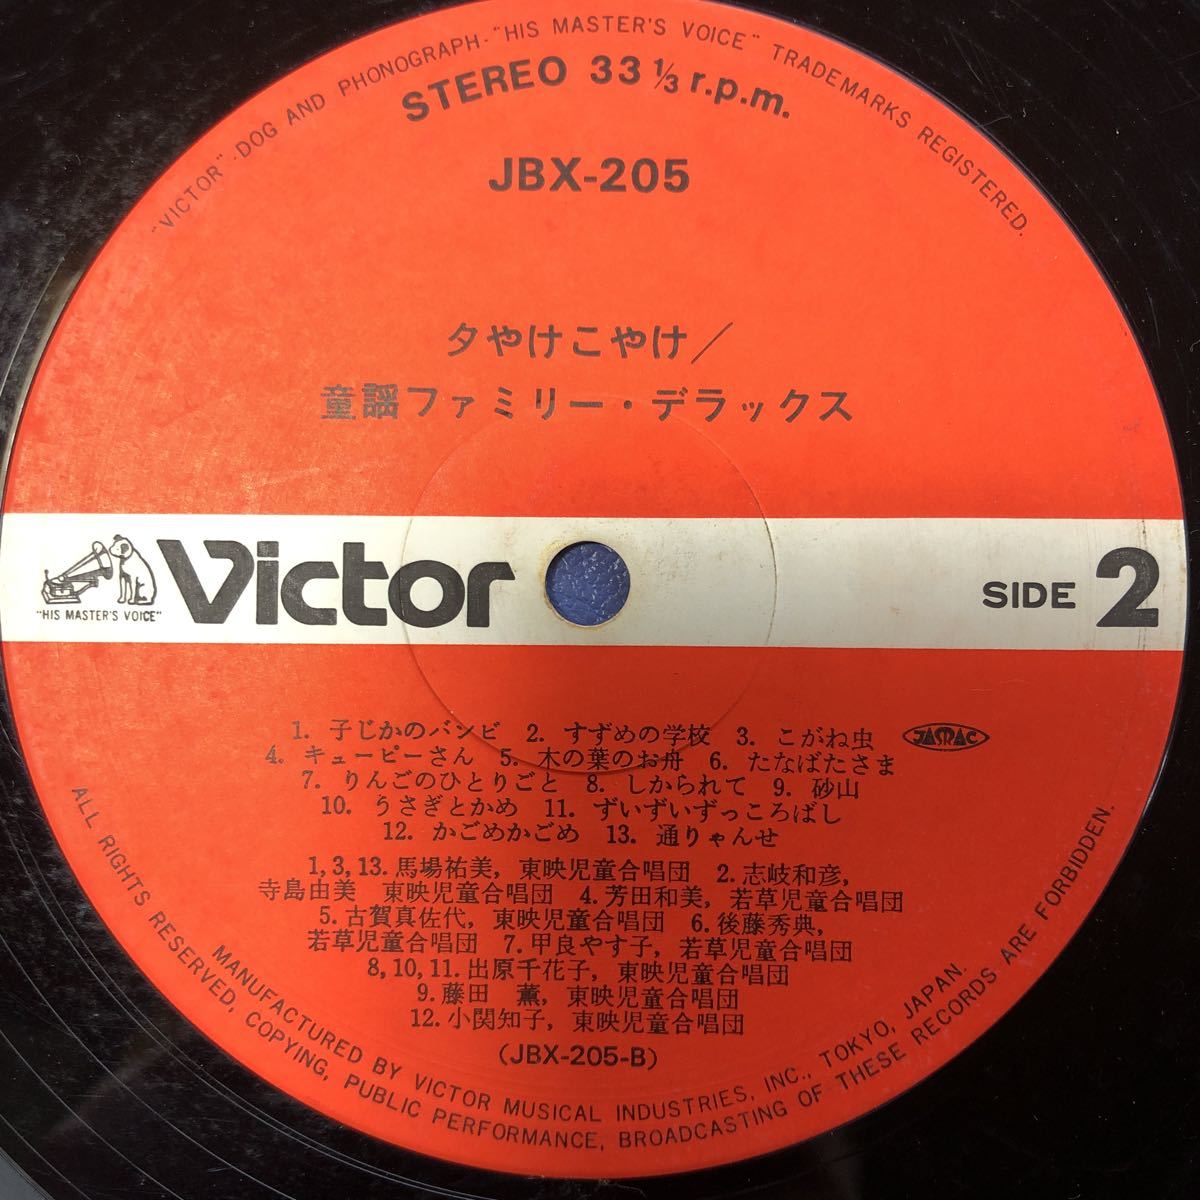 "VICTOR"-DOG AND PHONOGRAPH-"HIS MASTER'S VOICE" TRADEMARKS REGISTERED.
STEREO 33 1/3 r.p.m.
JBX-205
夕やけこやけ/
童謡ファミリー・デラックス
"HIS MASTER'S VOICE"
Victor
SIDE 2
1. 子じかのバンビ 2. すずめの学校 3. こがね虫
JASRAC
4. キューピーさん 5. 木の葉のお舟 6. たなばたさま
7. りんごのひとりごと 8. しかられて 9. 砂山
10. うさぎとかめ 11. ずいずいずっころばし
12. かごめかごめ 13. 通りゃんせ
1,3,13. 馬場祐美, 東映児童合唱団 2. 志岐和彦,
寺島由美 東映児童合唱団 4. 芳田和美, 若草児童合唱団
5. 古賀真佐代, 東映児童合唱団 6. 後藤秀典,
若草児童合唱団 7. 甲良やす子, 若草児童合唱団
8,10,11. 出原千花子, 東映児童合唱団
9. 藤田 薫, 東映児童合唱団
12. 小関知子, 東映児童合唱団
(JBX-205-B)
MANUFACTURED BY VICTOR MUSICAL INDUSTRIES, INC., TOKYO, JAPAN.
ALL RIGHTS RESERVED, COPYING, PUBLIC PERFORMANCE, BROADCASTING OF THESE RECORDS ARE FORBIDDEN.